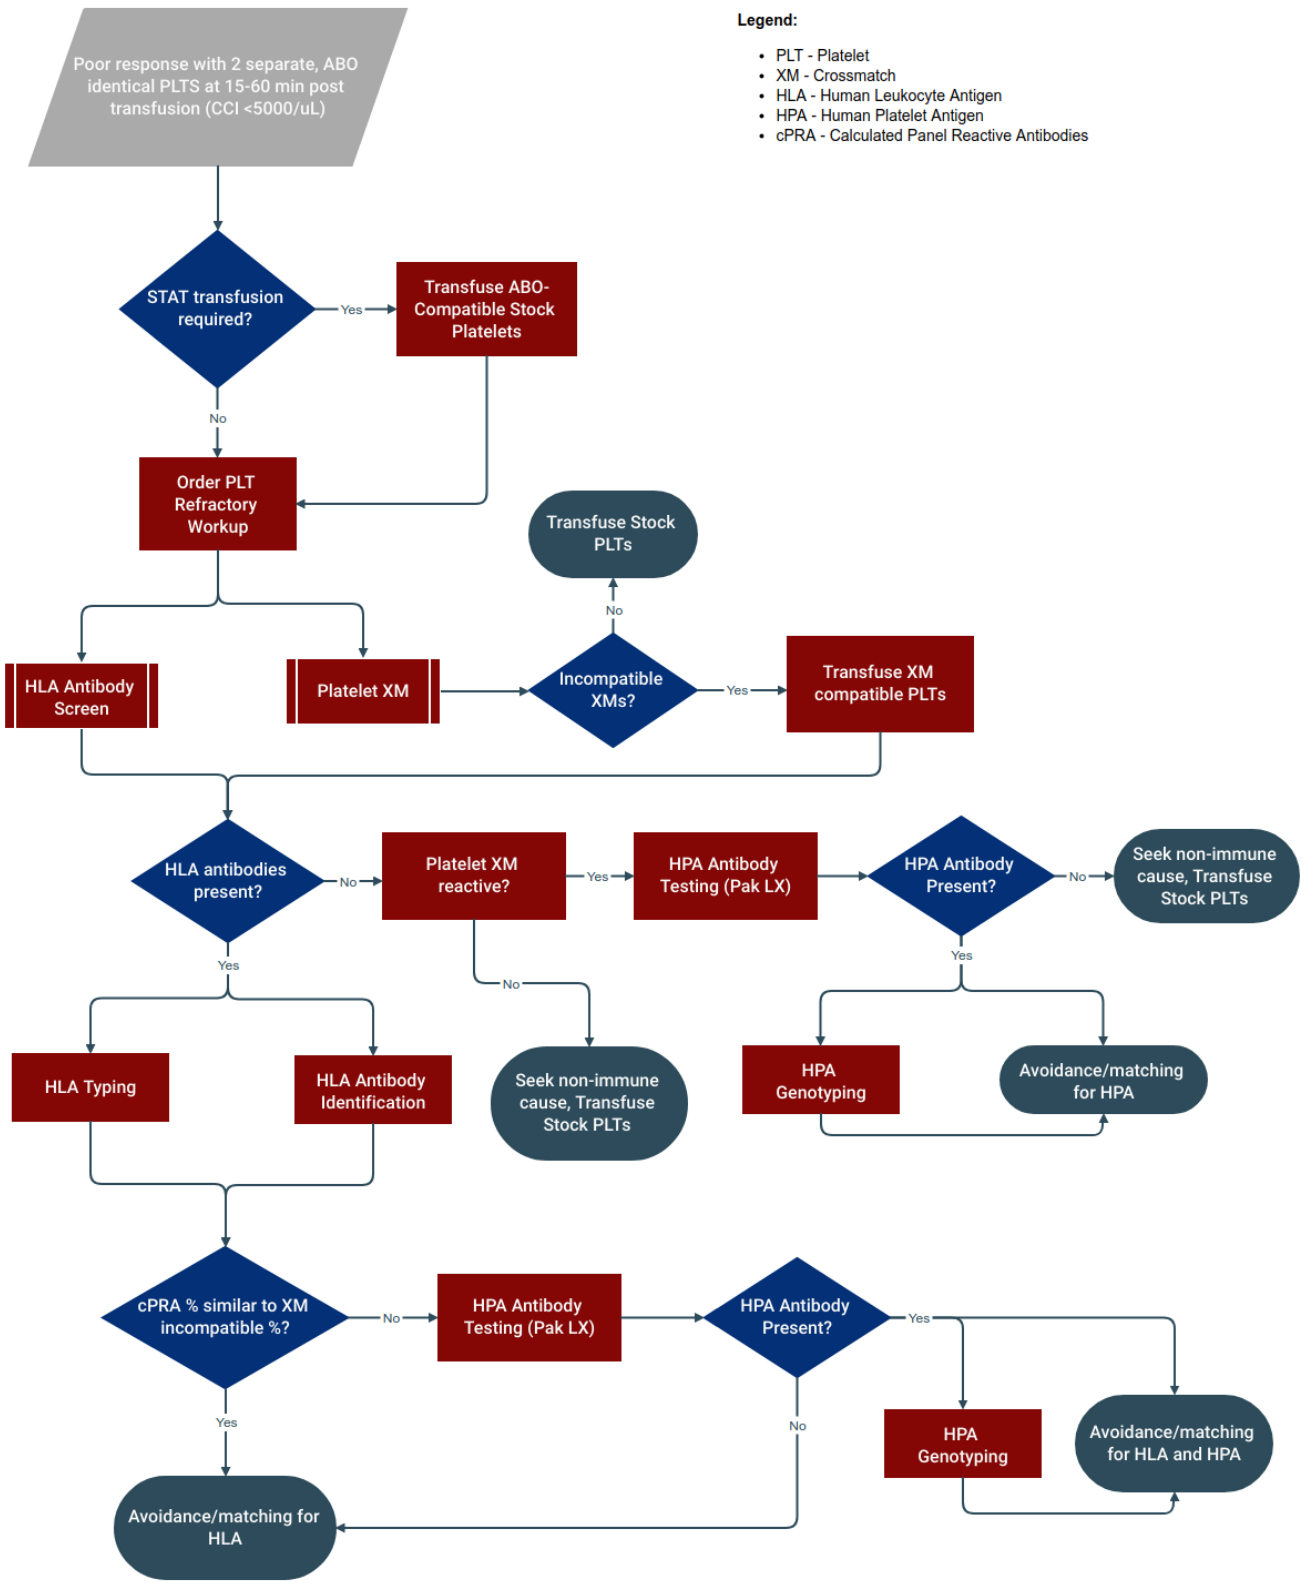 Legend:
• PLT - Platelet
• XM - Crossmatch
• HLA - Human Leukocyte Antigen
• HPA - Human Platelet Antigen
• cPRA - Calculated Panel Reactive Antibodies
Poor response with 2 separate, ABO
identical PLTS at 15-60 min post
transfusion (CCI <5000/uL)
STAT transfusion
required?
Yes
Transfuse ABO-
Compatible Stock
Platelets
No
Order PLT
Refractory
Workup
Transfuse Stock
PLTs
No
HLA Antibody
Screen
Platelet XM
Incompatible
XMs?
Yes
Transfuse XM
compatible PLTs
HLA antibodies
present?
No
Platelet XM
reactive?
Yes
HPA Antibody
Testing (Pak LX)
HPA Antibody
Present?
No
Seek non-immune
cause, Transfuse
Stock PLTs
Yes
No
Yes
HLA Typing
HLA Antibody
Identification
Seek non-immune
cause, Transfuse
Stock PLTs
HPA
Genotyping
Avoidance/matching
for HPA
cPRA % similar to XM
incompatible %?
No
HPA Antibody
Testing (Pak LX)
HPA Antibody
Present?
Yes
Yes
No
HPA
Genotyping
Avoidance/matching
for HLA and HPA
Avoidance/matching for
HLA